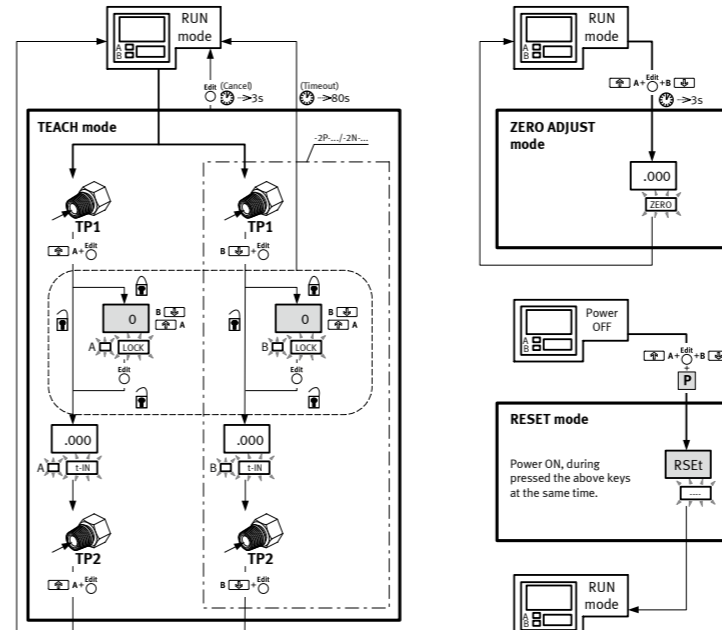 RUN
mode
A
B
Edit (Cancel)
→3s
(Timeout)
→80s
TEACH mode
-2P-.../-2N-...
TP1
TP1
A+ Edit
B + Edit
0
B
A
A LOCK
Edit
0
B
A
B LOCK
Edit
.000
A t-IN
.000
B t-IN
TP2
TP2
A+ Edit
B + Edit
RUN
mode
A
B
A+ Edit +B
→3s
ZERO ADJUST
mode
.000
ZERO
Power
OFF
A
B
A+ Edit +B
+
P
RESET mode
Power ON, during
pressed the above keys
at the same time.
RSEt
----
RUN
mode
A
B